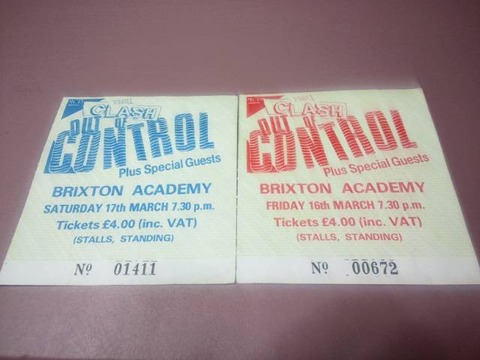 THE
CLASH
OUT OF
CONTROL
Plus Special Guests
BRIXTON ACADEMY
SATURDAY 17th MARCH 7.30 p.m.
Tickets £4.00 (inc. VAT)
(STALLS, STANDING)
Nº 01411
THE
CLASH
OUT OF
CONTROL
Plus Special Guests
BRIXTON ACADEMY
FRIDAY 16th MARCH 7.30 p.m.
Tickets £4.00 (inc. VAT)
(STALLS, STANDING)
Nº 00672